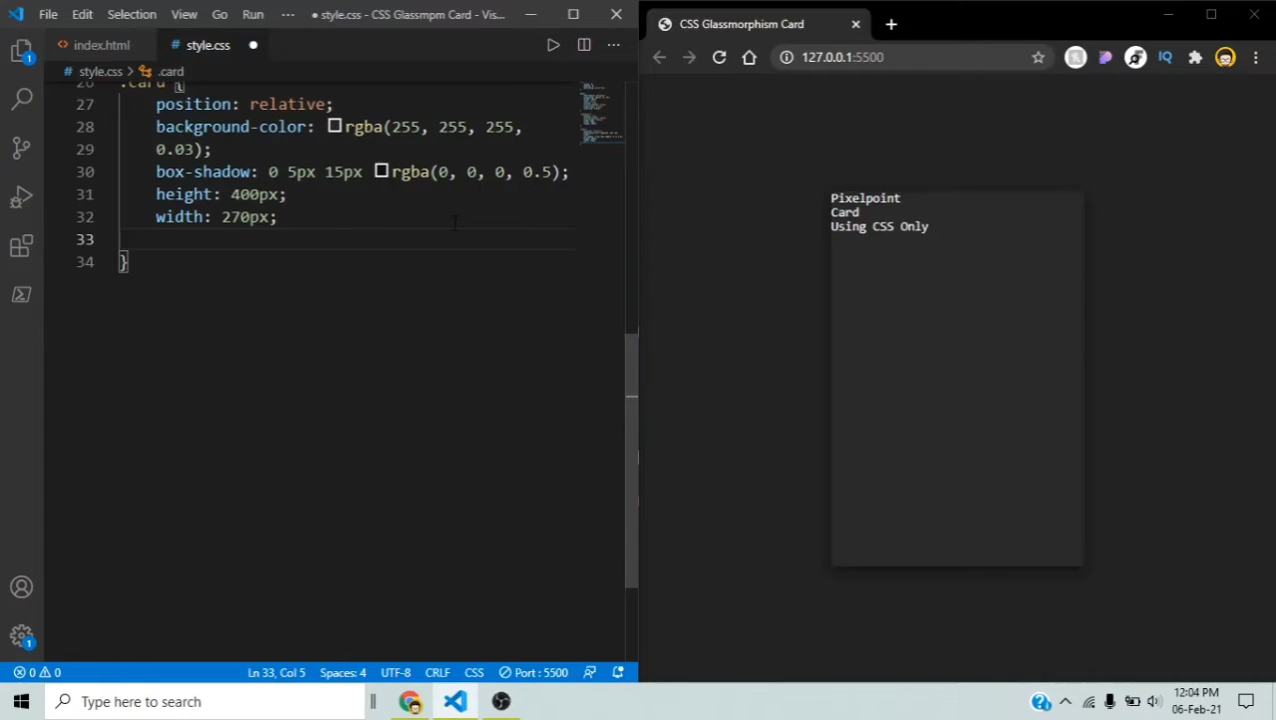 File Edit Selection View Go Run ··· ● style.css - CSS Glassmpm Card - Vis...
index.html # style.css ●
# style.css > .card
26 .card {
27 position: relative;
28 background-color: rgba(255, 255, 255,
29 0.03);
30 box-shadow: 0 5px 15px rgba(0, 0, 0, 0.5);
31 height: 400px;
32 width: 270px;
33
34 }
0 0 Ln 33, Col 5 Spaces: 4 UTF-8 CRLF CSS Port : 5500
CSS Glassmorphism Card
127.0.0.1:5500
IQ
Pixelpoint
Card
Using CSS Only
Type here to search
12:04 PM
06-Feb-21